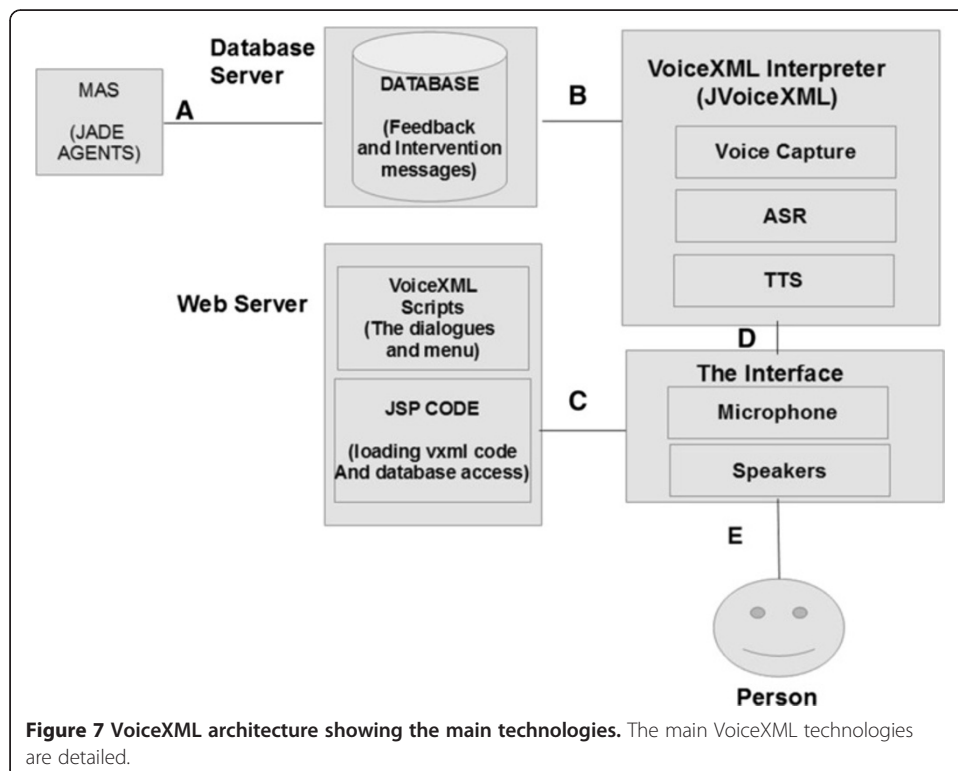 Database
Server
MAS
(JADE
AGENTS)
A
DATABASE
(Feedback
and Intervention
messages)
B
VoiceXML Interpreter
(JVoiceXML)
Voice Capture
ASR
TTS
Web Server
VoiceXML
Scripts
(The dialogues
and menu)
JSP CODE
(loading vxml code
And database access)
C
D
The Interface
Microphone
Speakers
E
Person
Figure 7 VoiceXML architecture showing the main technologies. The main VoiceXML technologies
are detailed.